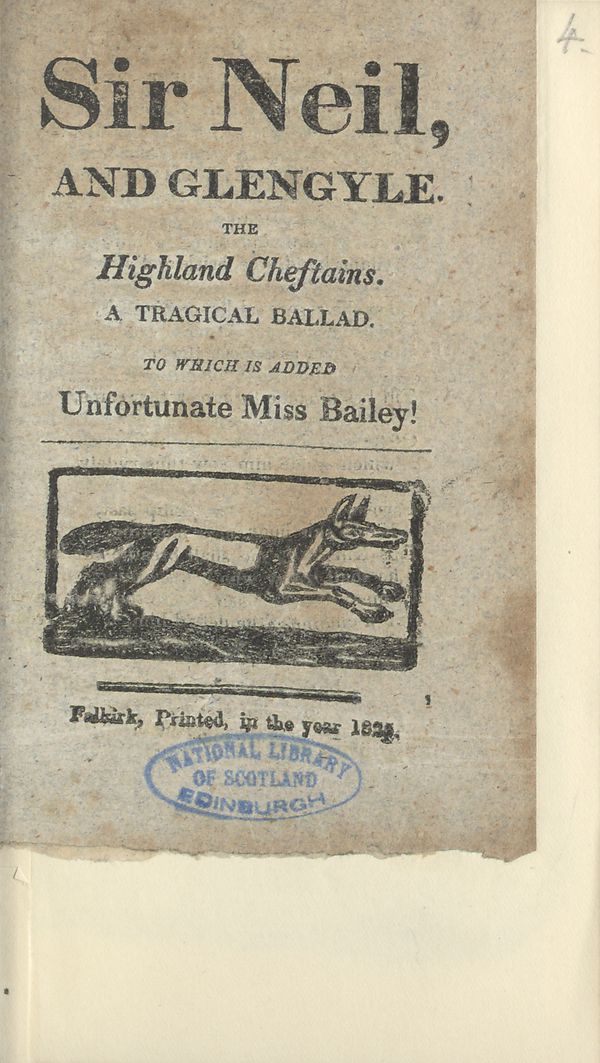 4.
Sir Neil,
AND GLENGYLE.
THE
Highland Cheftains.
A TRAGICAL BALLAD.
TO WHICH IS ADDED
Unfortunate Miss Bailey!
Falkirk, Printed, in the year
NATIONAL LIBRARY
OF SCOTLAND
EDINBURGH